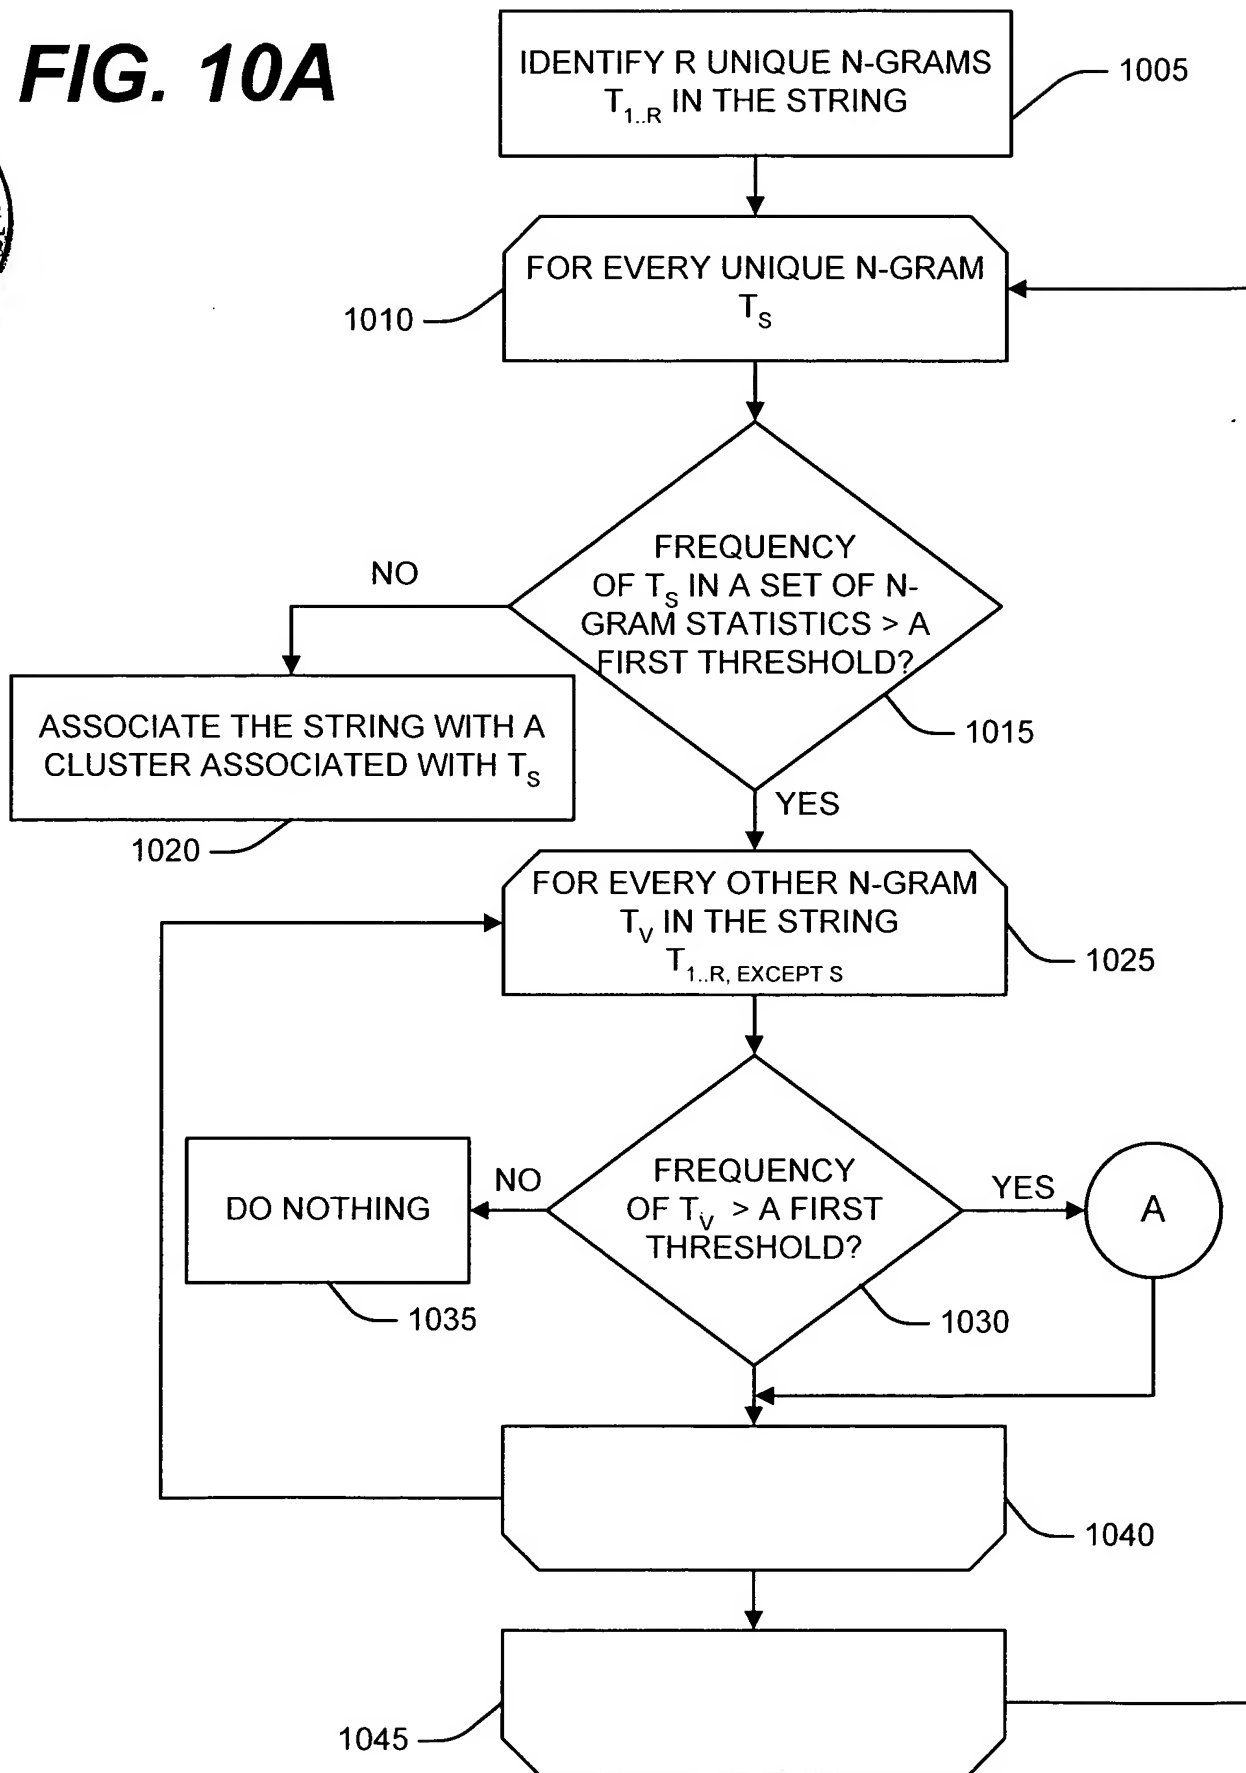 FIG. 10A
IDENTIFY R UNIQUE N-GRAMS
T1..R IN THE STRING
1005
FOR EVERY UNIQUE N-GRAM
TS
1010
FREQUENCY
OF TS IN A SET OF N-
GRAM STATISTICS > A
FIRST THRESHOLD?
1015
NO
ASSOCIATE THE STRING WITH A
CLUSTER ASSOCIATED WITH TS
1020
YES
FOR EVERY OTHER N-GRAM
TV IN THE STRING
T1..R, EXCEPT S
1025
FREQUENCY
OF TV > A FIRST
THRESHOLD?
1030
NO
DO NOTHING
1035
YES
A
1040
1045